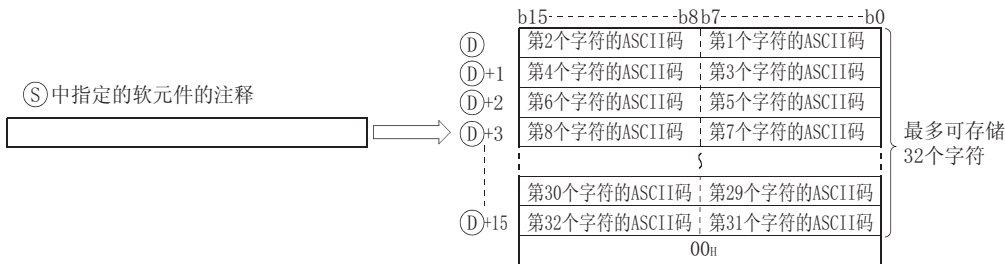 b15 b8 b7 b0
Ⓓ 第2个字符的ASCII码 第1个字符的ASCII码
Ⓓ+1 第4个字符的ASCII码 第3个字符的ASCII码
Ⓢ中指定的软元件的注释
Ⓓ+2 第6个字符的ASCII码 第5个字符的ASCII码
Ⓓ+3 第8个字符的ASCII码 第7个字符的ASCII码
最多可存储
32个字符
第30个字符的ASCII码 第29个字符的ASCII码
Ⓓ+15 第32个字符的ASCII码 第31个字符的ASCII码
00H